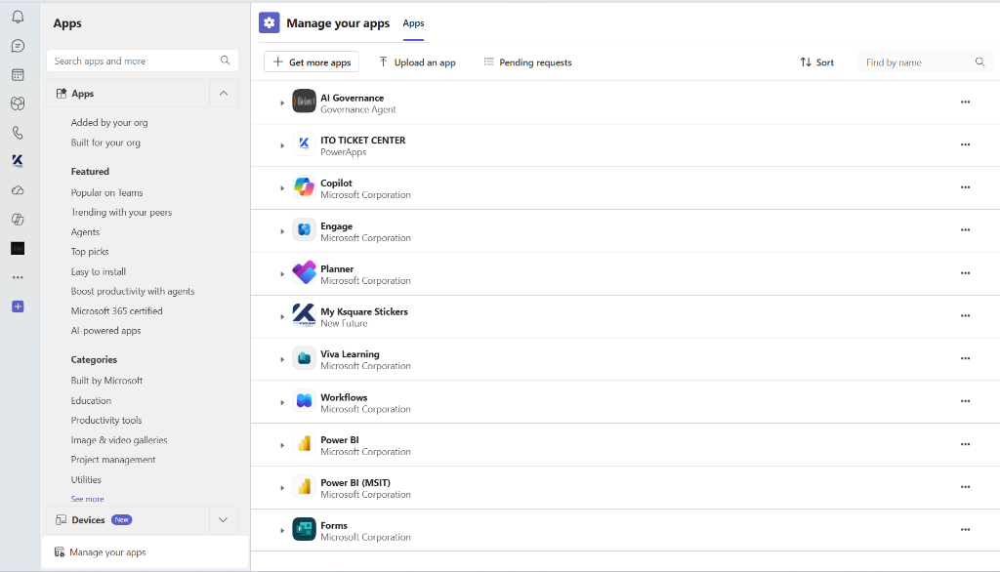 Apps
Search apps and more
Apps
Added by your org
Built for your org
Featured
Popular on Teams
Trending with your peers
Agents
Top picks
Easy to install
Boost productivity with agents
Microsoft 365 certified
AI-powered apps
Categories
Built by Microsoft
Education
Productivity tools
Image & video galleries
Project management
Utilities
See more
Devices New
Manage your apps
Manage your apps Apps
Get more apps Upload an app Pending requests Sort Find by name
AI Governance
Governance Agent
ITO TICKET CENTER
PowerApps
Copilot
Microsoft Corporation
Engage
Microsoft Corporation
Planner
Microsoft Corporation
My Ksquare Stickers
New Future
Viva Learning
Microsoft Corporation
Workflows
Microsoft Corporation
Power BI
Microsoft Corporation
Power BI (MSIT)
Microsoft Corporation
Forms
Microsoft Corporation